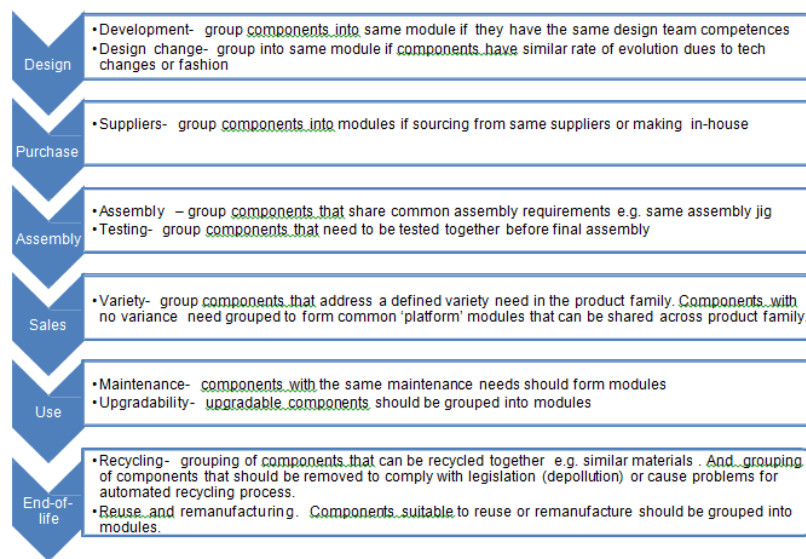 Design
•Development- group components into same module if they have the same design team competences
•Design change- group into same module if components have similar rate of evolution dues to tech
changes or fashion
Purchase
•Suppliers- group components into modules if sourcing from same suppliers or making in-house
Assembly
•Assembly – group components that share common assembly requirements e.g. same assembly jig
•Testing- group components that need to be tested together before final assembly
Sales
•Variety- group components that address a defined variety need in the product family. Components with
no variance need grouped to form common 'platform' modules that can be shared across product family.
Use
•Maintenance- components with the same maintenance needs should form modules
•Upgradability- upgradable components should be grouped into modules
End-of-
life
•Recycling- grouping of components that can be recycled together e.g. similar materials . And grouping
of components that should be removed to comply with legislation (depollution) or cause problems for
automated recycling process.
•Reuse and remanufacturing. Components suitable to reuse or remanufacture should be grouped into
modules.